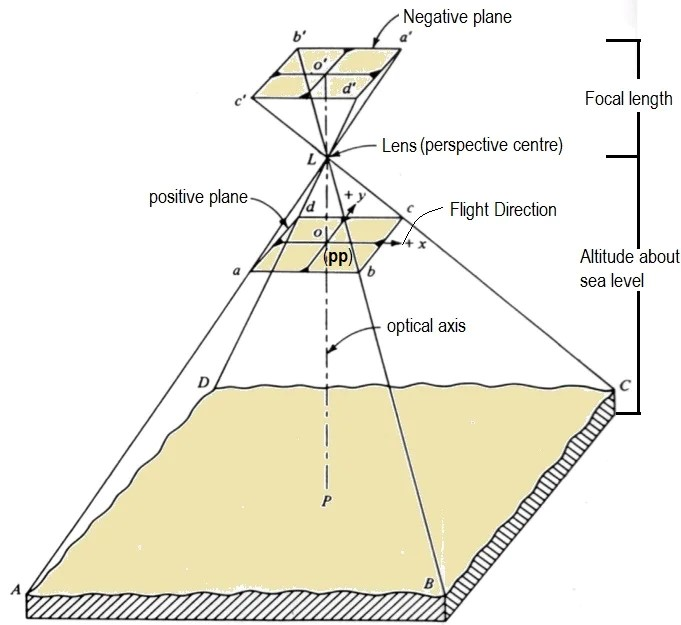 Negative plane
b' a'
o'
d'
c'
Focal length
Lens (perspective centre)
L
positive plane
+ y
d c
Flight Direction
o
+ x
(pp)
a b
Altitude about
sea level
optical axis
D C
P
A B